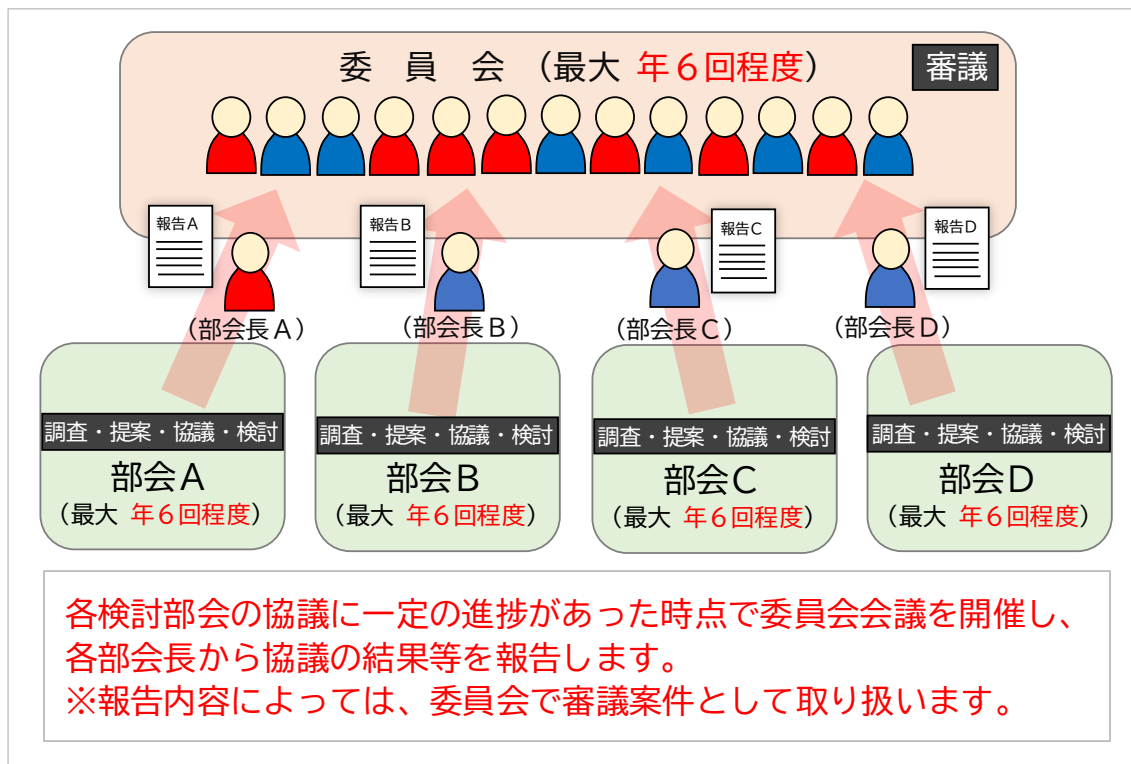 委 員 会 （最大 年６回程度）
審議
報告A
報告B
報告C
報告D
（部会長Ａ）
（部会長Ｂ）
（部会長Ｃ）
（部会長Ｄ）
調査・提案・協議・検討
部会Ａ
（最大 年６回程度）
調査・提案・協議・検討
部会Ｂ
（最大 年６回程度）
調査・提案・協議・検討
部会Ｃ
（最大 年６回程度）
調査・提案・協議・検討
部会Ｄ
（最大 年６回程度）
各検討部会の協議に一定の進捗があった時点で委員会会議を開催し、
各部会長から協議の結果等を報告します。
※報告内容によっては、委員会で審議案件として取り扱います。